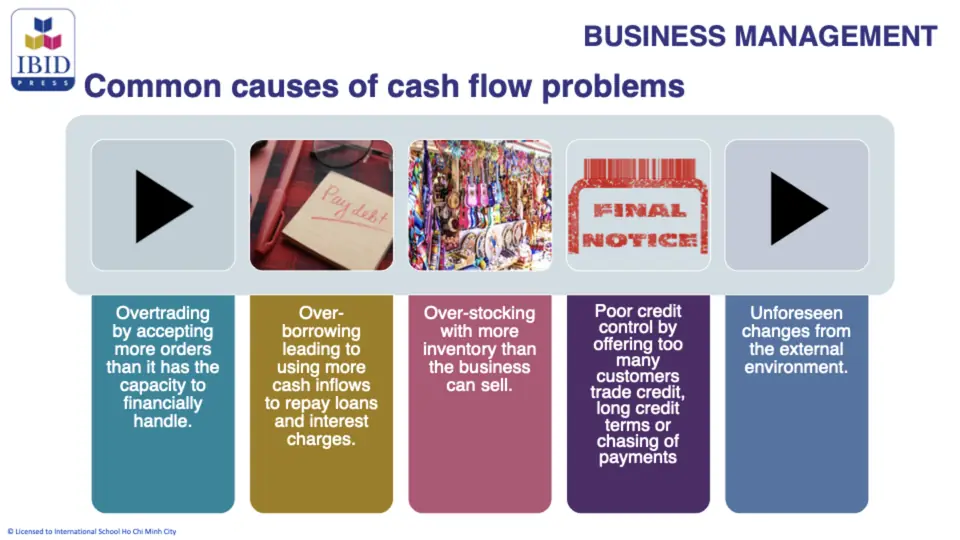 BUSINESS MANAGEMENT
IBID
PRESS
Common causes of cash flow problems
Pay debt
FINAL
NOTICE
Overtrading
by accepting
more orders
than it has the
capacity to
financially
handle.
Over-
borrowing
leading to
using more
cash inflows
to repay loans
and interest
charges.
Over-stocking
with more
inventory than
the business
can sell.
Poor credit
control by
offering too
many
customers
trade credit,
long credit
terms or
chasing of
payments
Unforeseen
changes from
the external
environment.
© Licensed to International School Ho Chi Minh City